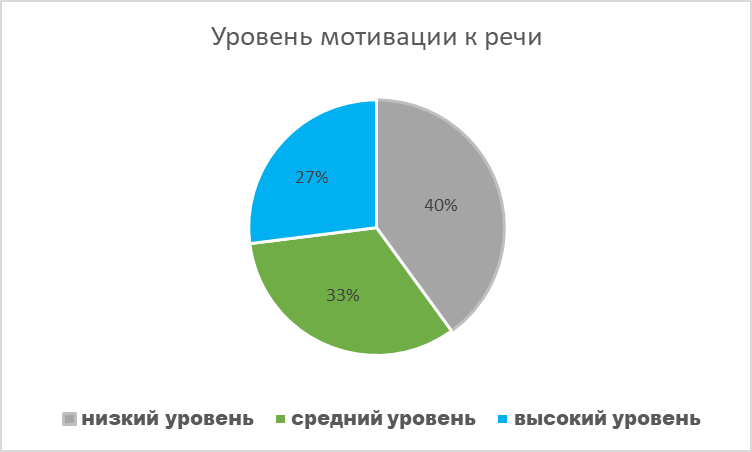 Уровень мотивации к речи
27%
40%
33%
низкий уровень средний уровень высокий уровень